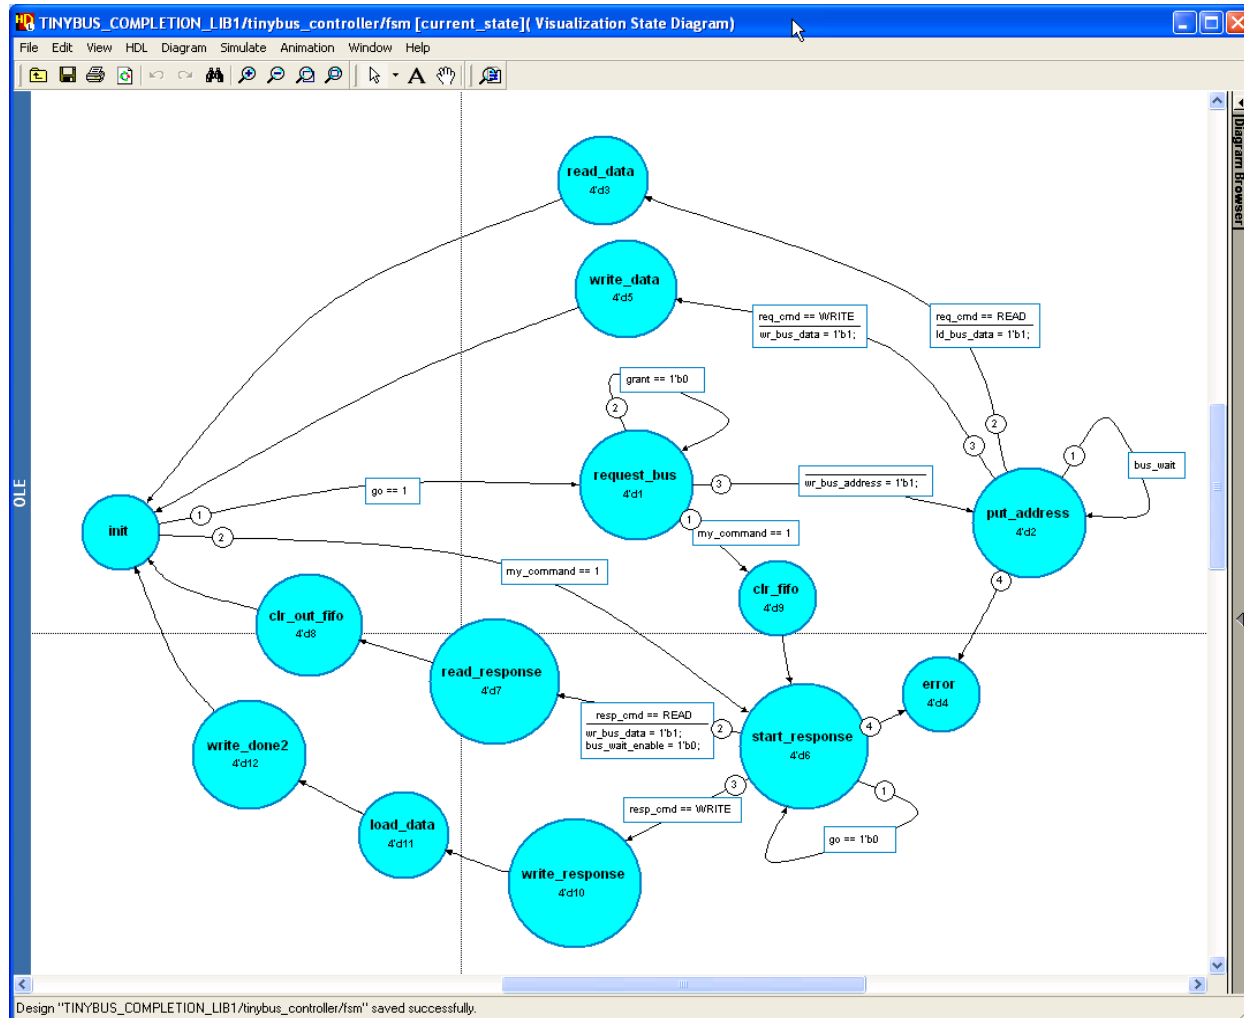 TINYBUS_COMPLETION_LIB1/tinybus_controller/fsm [current_state]( Visualization State Diagram)
File Edit View HDL Diagram Simulate Animation Window Help
Diagram Browser
OLE
read_data
4'd3
write_data
4'd5
req_cmd == WRITE
wr_bus_data = 1'b1;
req_cmd == READ
ld_bus_data = 1'b1;
grant == 1'b0
2
request_bus
4'd1
3
wr_bus_address = 1'b1;
3
2
1
bus_wait
put_address
4'd2
4
init
1
go == 1
2
my_command == 1
1
my_command == 1
clr_fifo
4'd9
clr_out_fifo
4'd8
read_response
4'd7
error
4'd4
resp_cmd == READ
wr_bus_data = 1'b1;
bus_wait_enable = 1'b0;
2
start_response
4'd6
4
write_done2
4'd12
3
resp_cmd == WRITE
1
go == 1'b0
load_data
4'd11
write_response
4'd10
Design "TINYBUS_COMPLETION_LIB1/tinybus_controller/fsm" saved successfully.